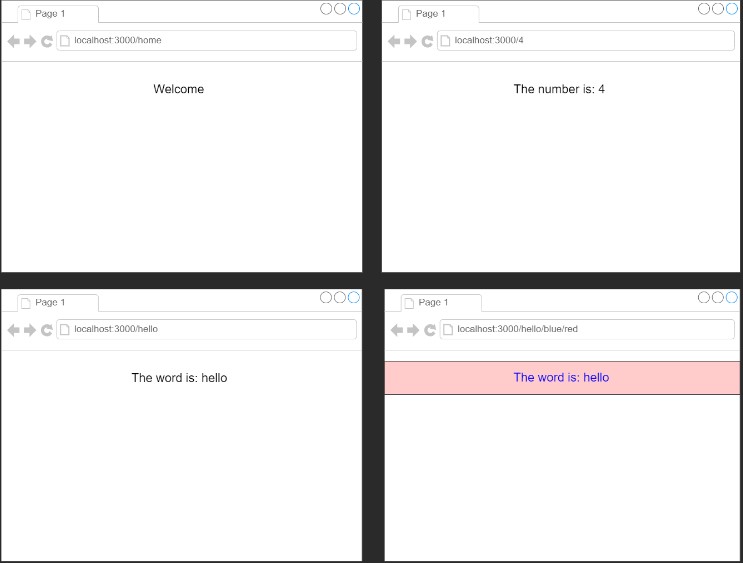 Page 1
localhost:3000/home
Welcome
Page 1
localhost:3000/4
The number is: 4
Page 1
localhost:3000/hello
The word is: hello
Page 1
localhost:3000/hello/blue/red
The word is: hello